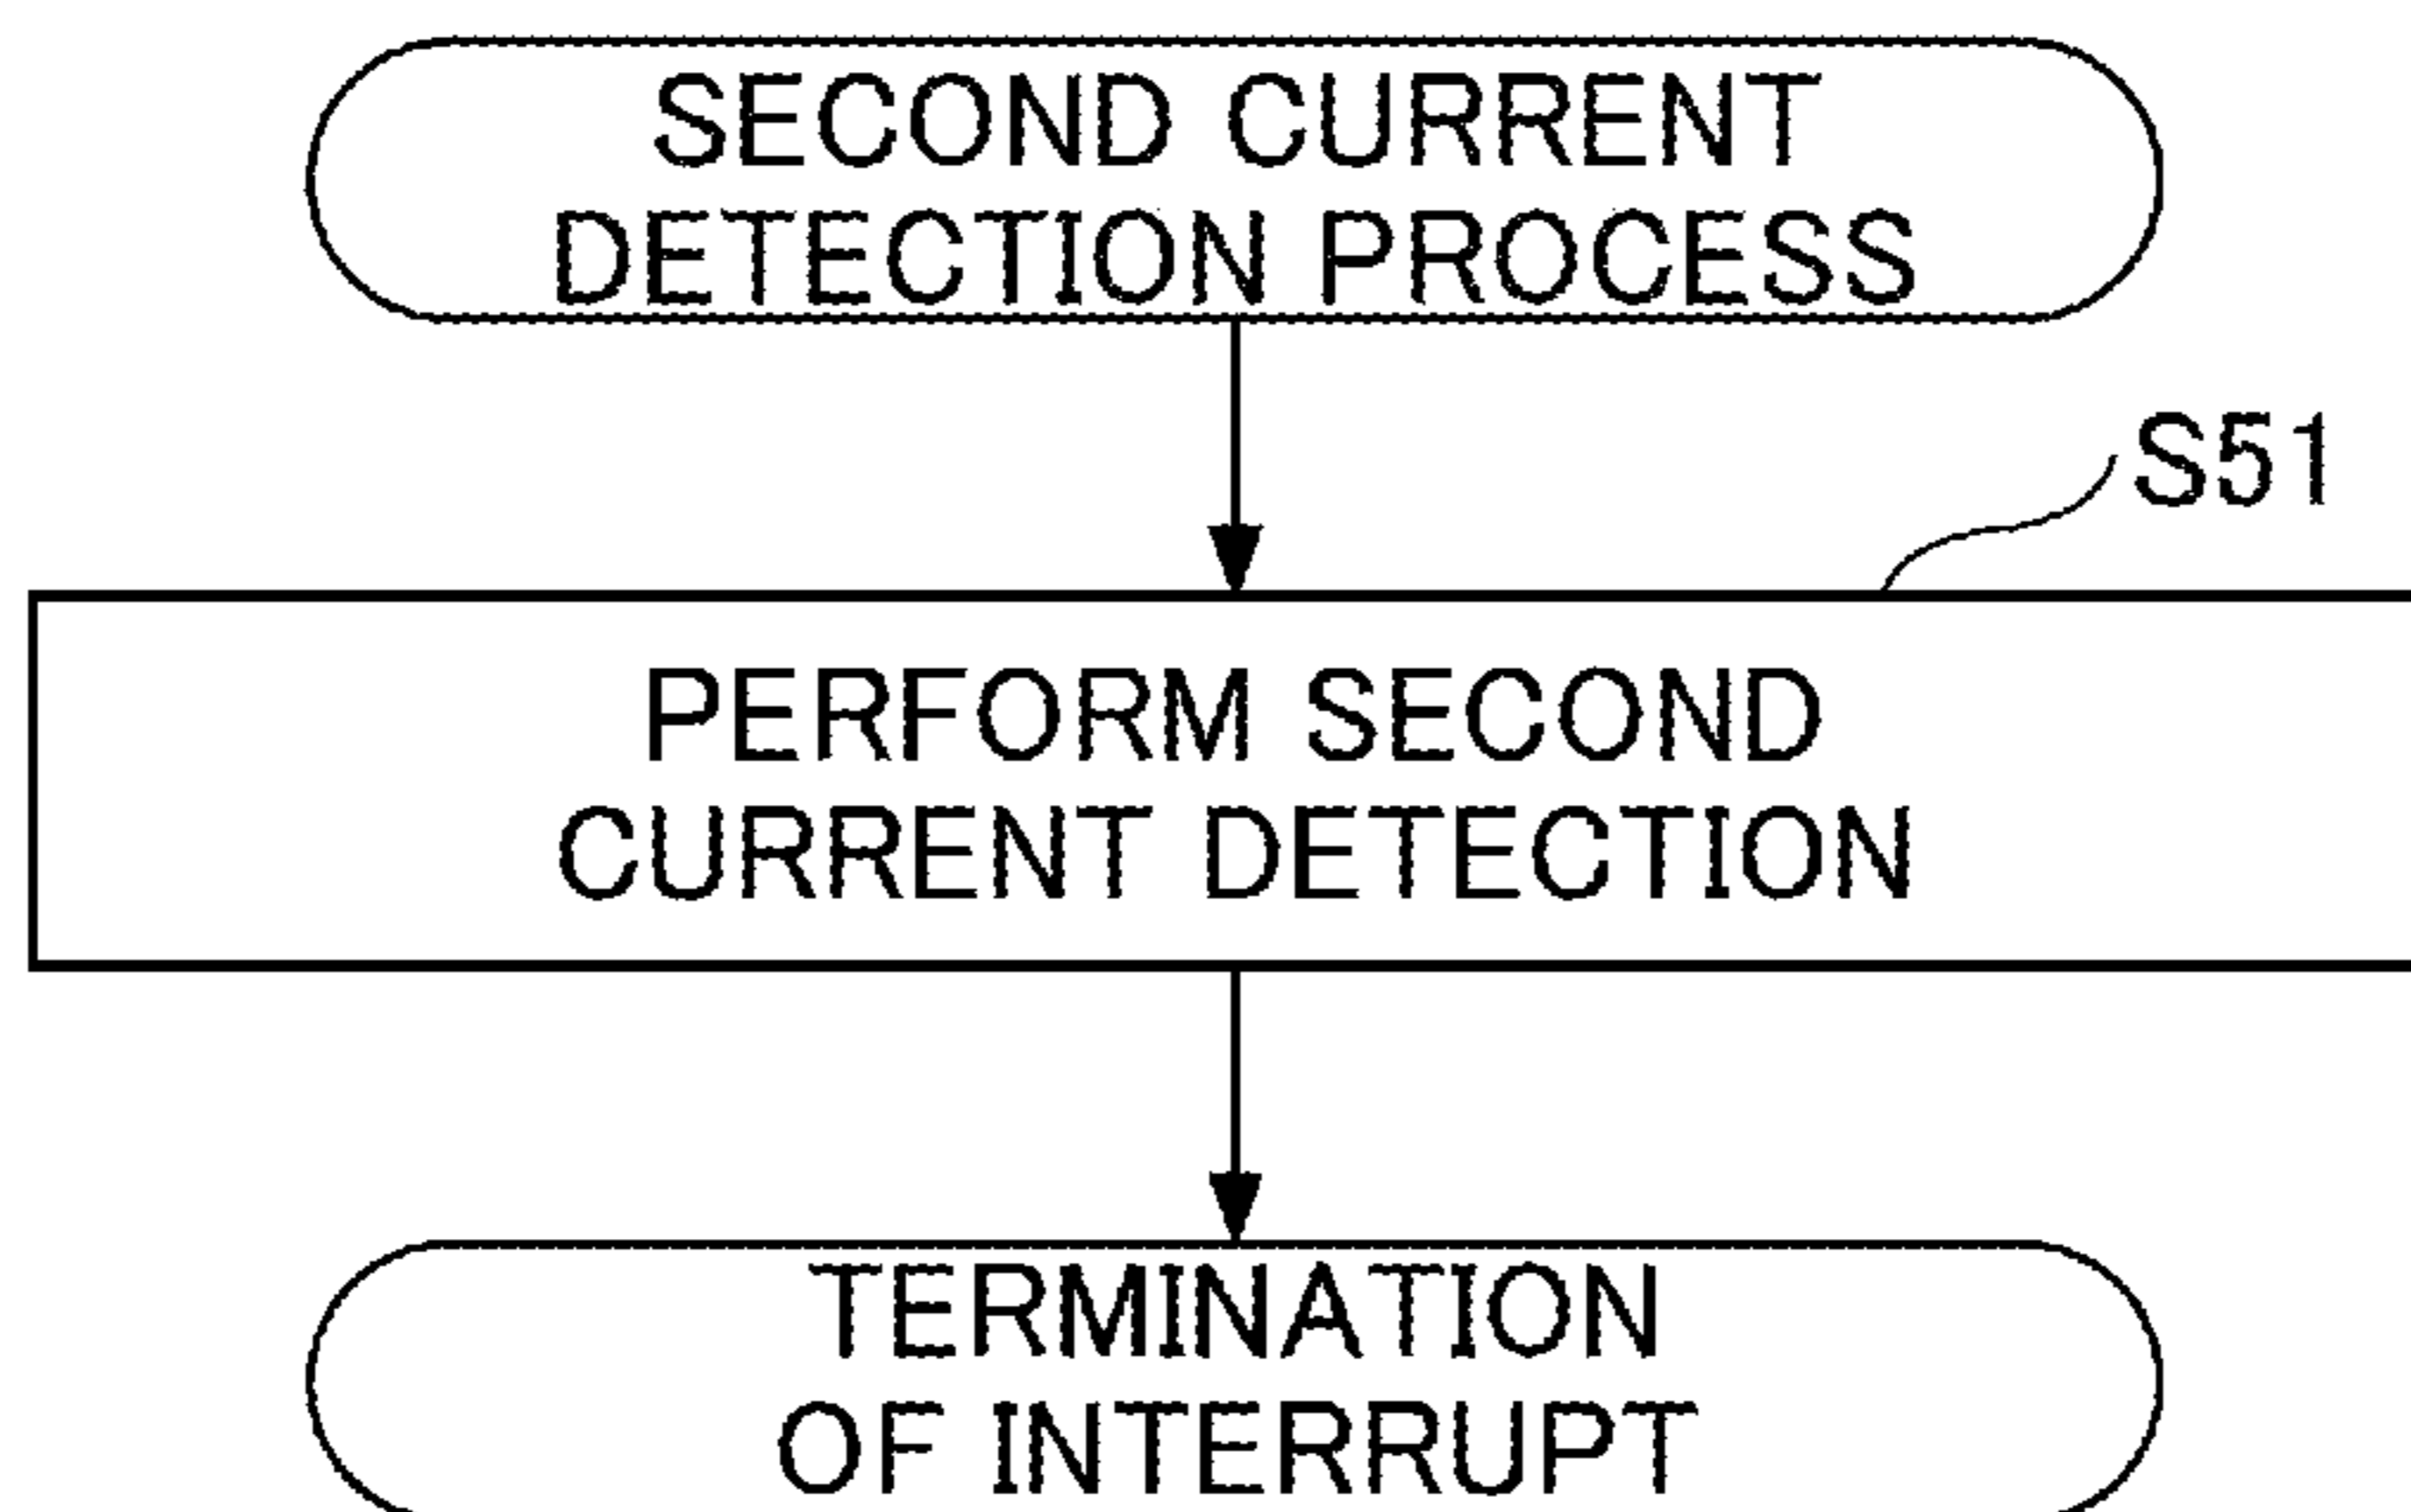 SECOND CURRENT
DETECTION PROCESS
S51
PERFORM SECOND
CURRENT DETECTION
TERMINATION
OF INTERRUPT